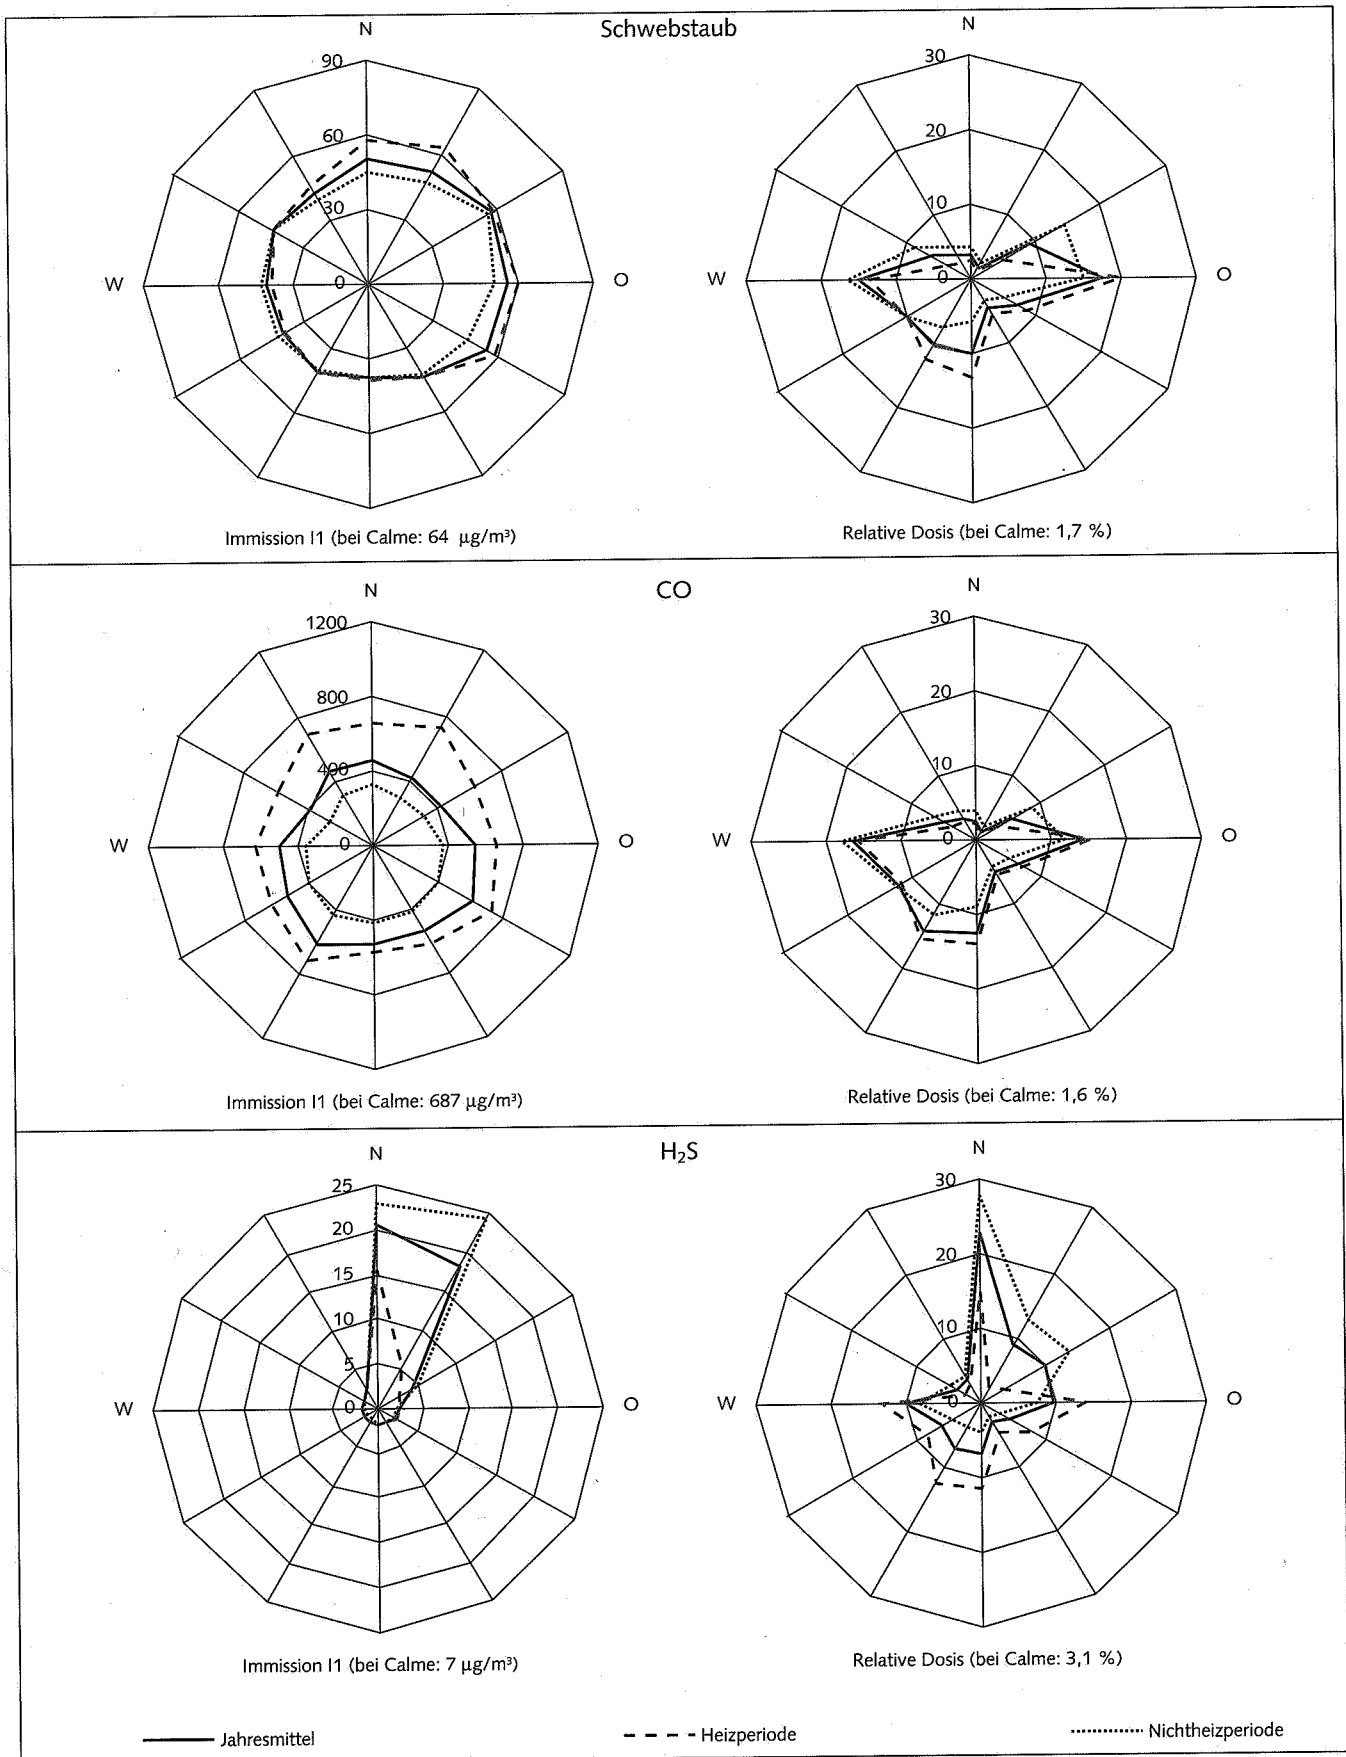 Schwebstaub
N
90
60
30
0
W
O
Immission I1 (bei Calme: 64 µg/m³)
N
30
20
10
0
W
O
Relative Dosis (bei Calme: 1,7 %)
CO
N
1200
800
400
0
W
O
Immission I1 (bei Calme: 687 µg/m³)
N
30
20
10
0
W
O
Relative Dosis (bei Calme: 1,6 %)
H₂S
N
25
20
15
10
5
0
W
O
Immission I1 (bei Calme: 7 µg/m³)
N
30
20
10
0
W
O
Relative Dosis (bei Calme: 3,1 %)
Jahresmittel
Heizperiode
Nichtheizperiode